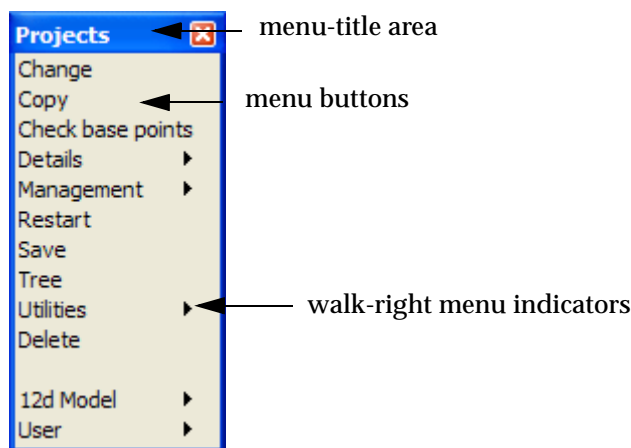 Projects
menu-title area
Change
Copy
menu buttons
Check base points
Details
Management
Restart
Save
Tree
Utilities
walk-right menu indicators
Delete
12d Model
User